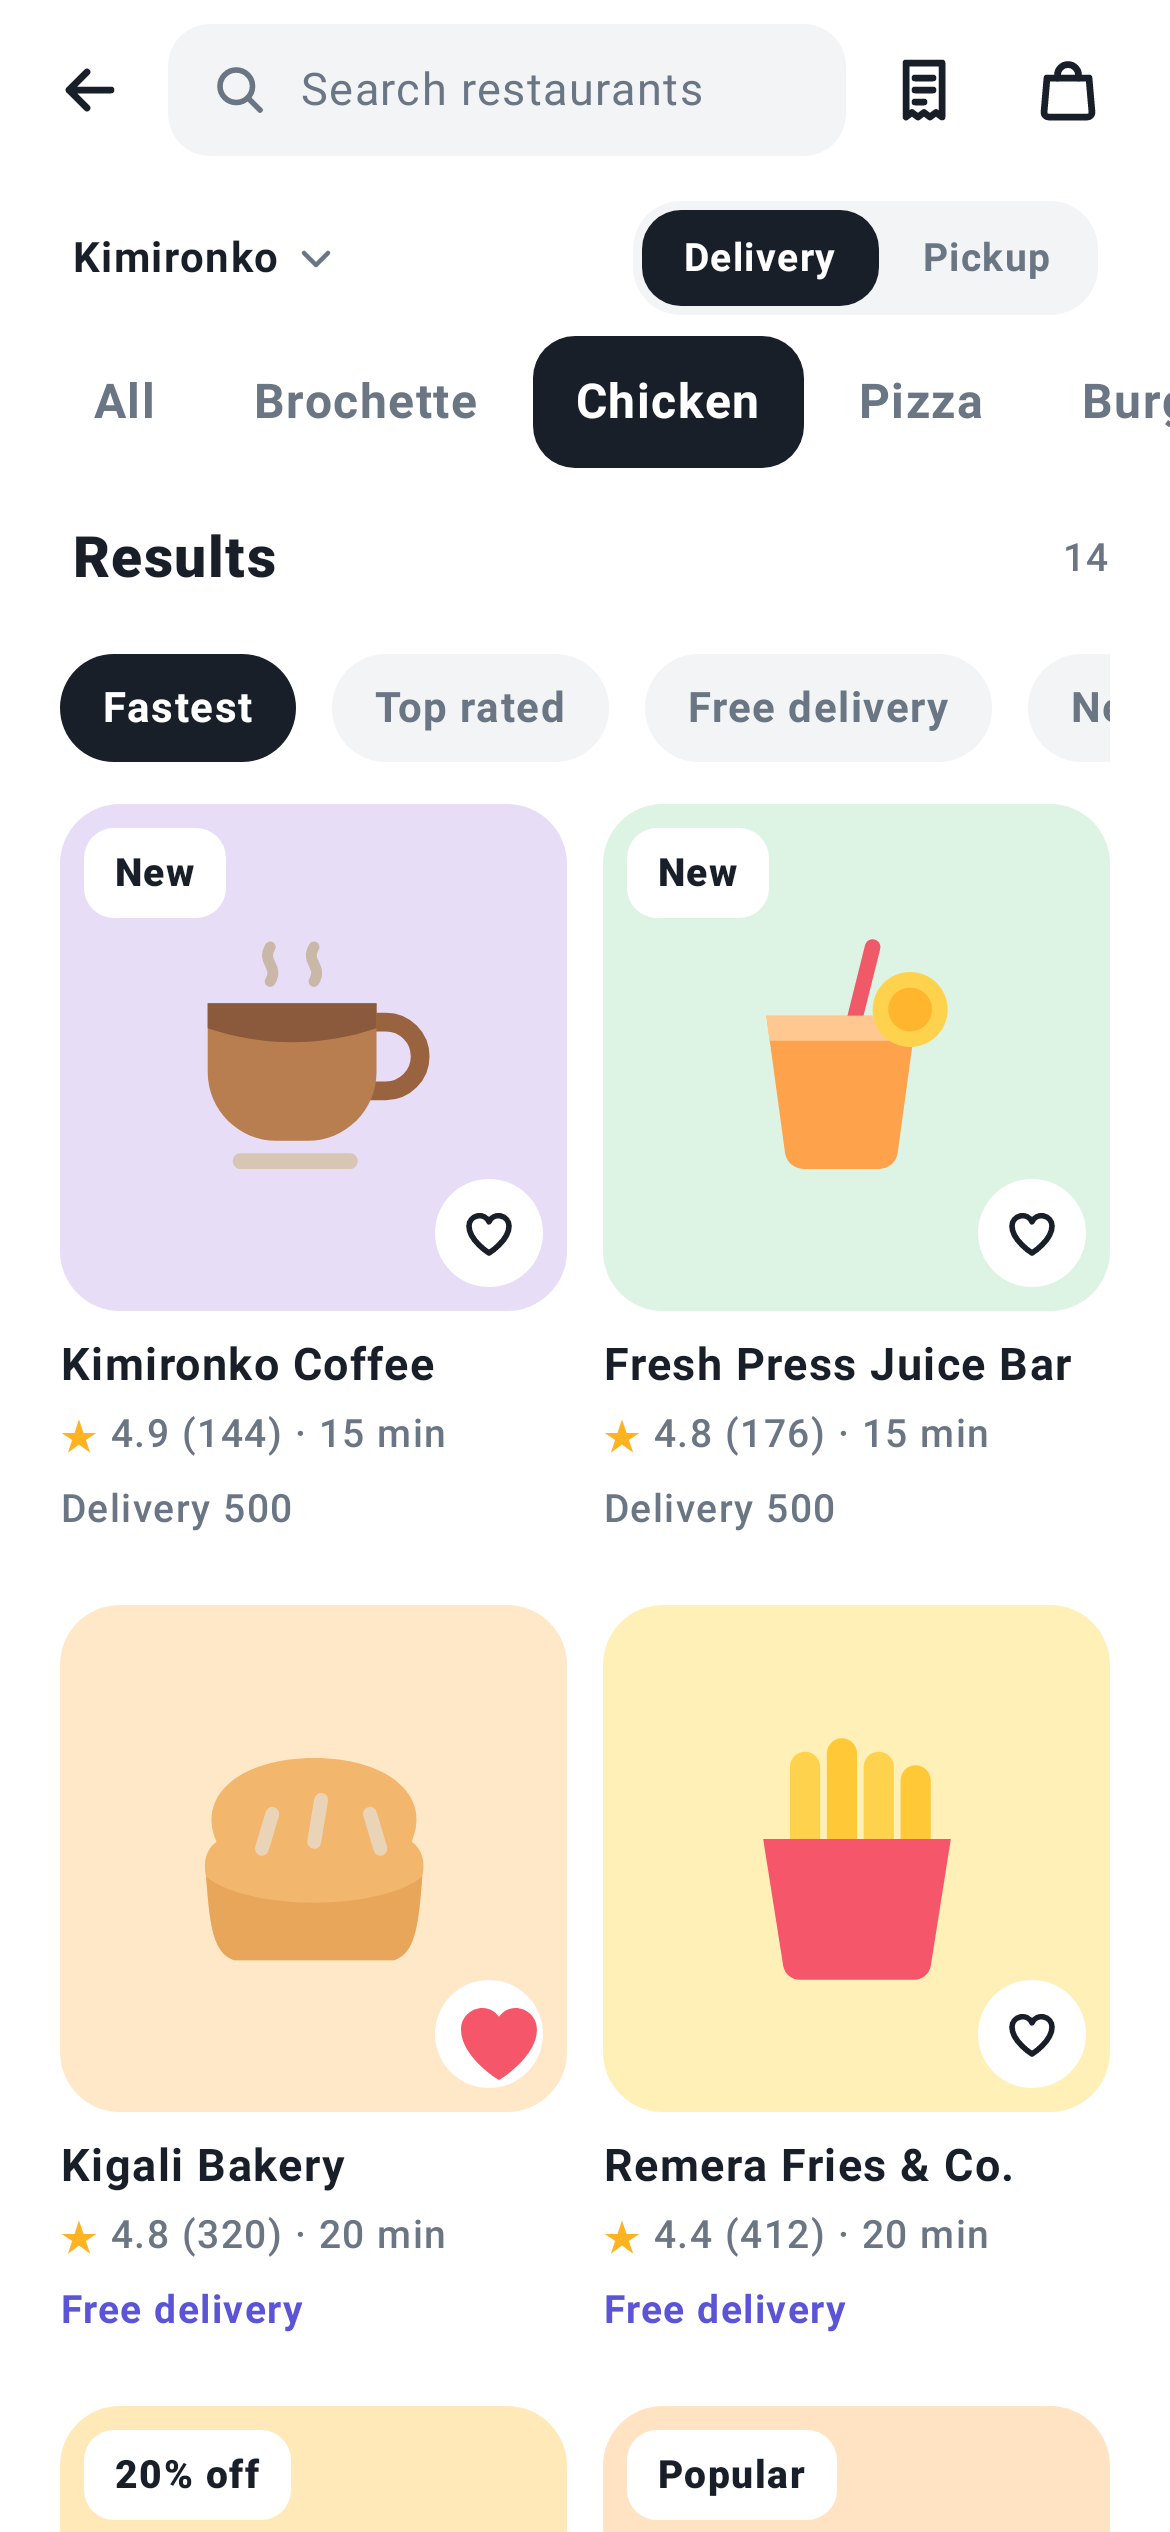 Search restaurants
Kimironko
Delivery Pickup
All Brochette Chicken Pizza Burg
Results 14
Fastest Top rated Free delivery Ne
New New
Kimironko Coffee Fresh Press Juice Bar
★ 4.9 (144) · 15 min ★ 4.8 (176) · 15 min
Delivery 500 Delivery 500
Kigali Bakery Remera Fries & Co.
★ 4.8 (320) · 20 min ★ 4.4 (412) · 20 min
Free delivery Free delivery
20% off Popular